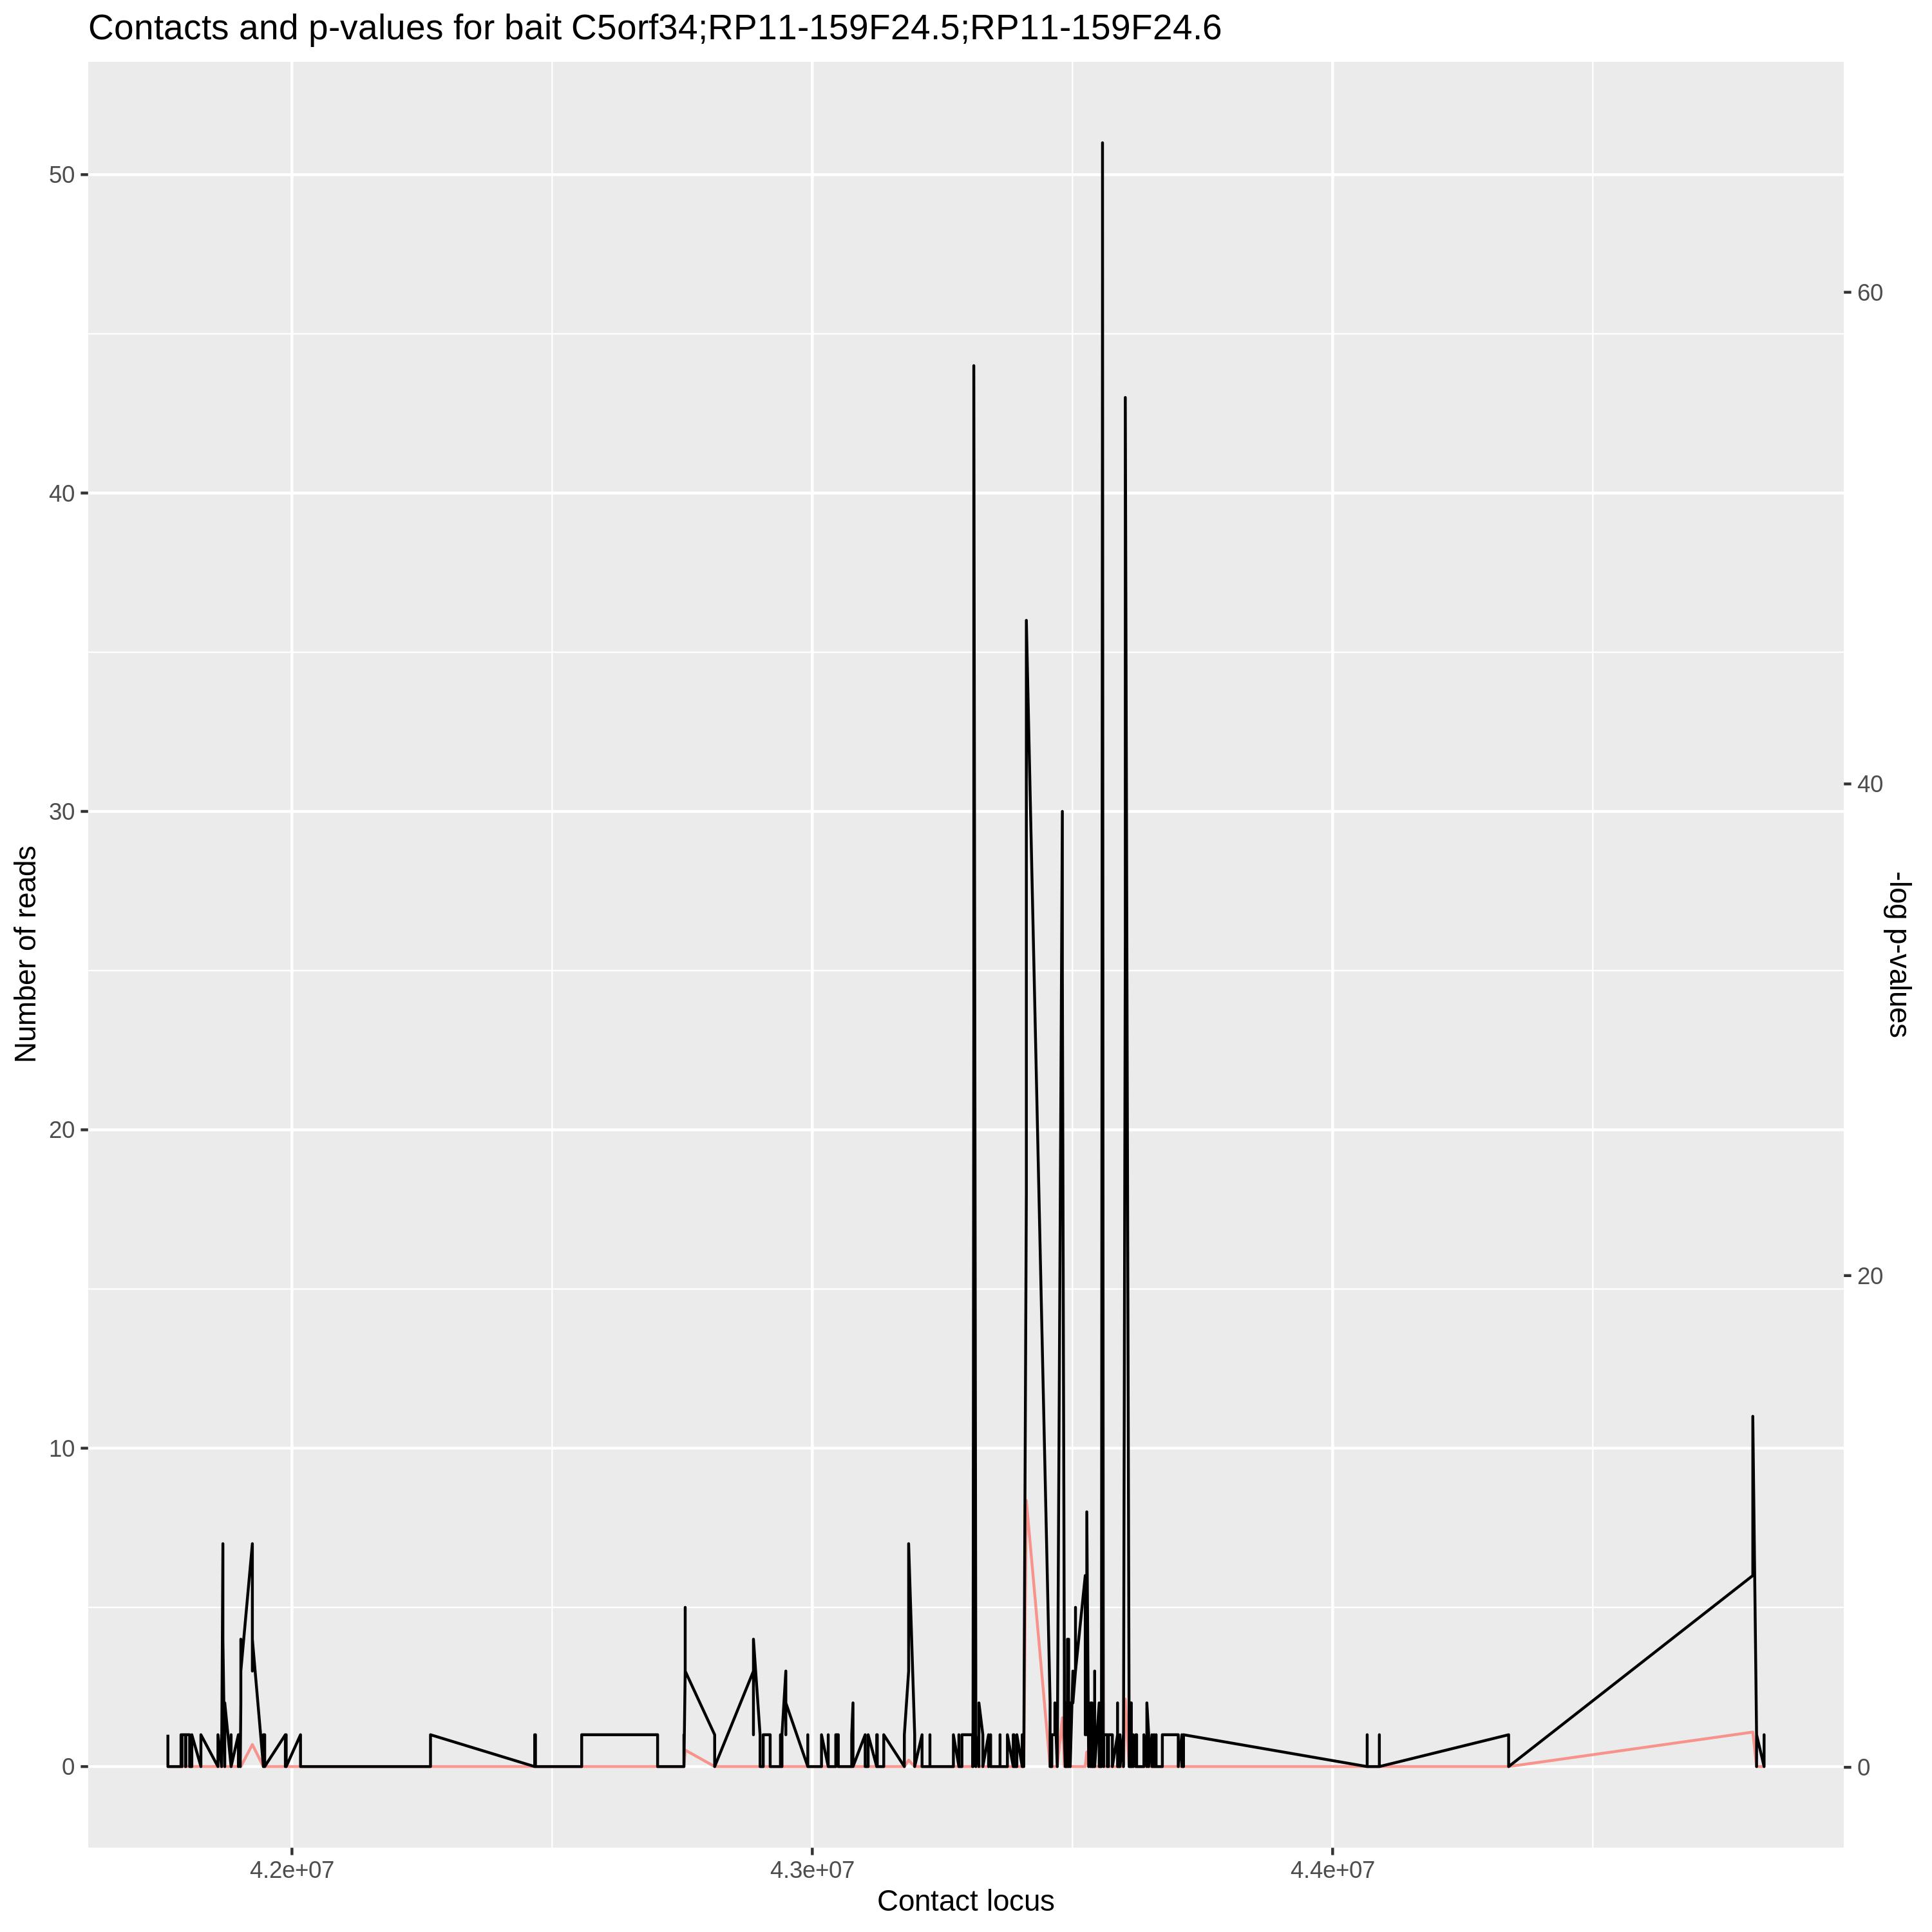 Contacts and p-values for bait C5orf34;RP11-159F24.5;RP11-159F24.6
50
40
30
20
10
0
Number of reads
60
40
20
0
-log p-values
4.2e+07
4.3e+07
4.4e+07
Contact locus